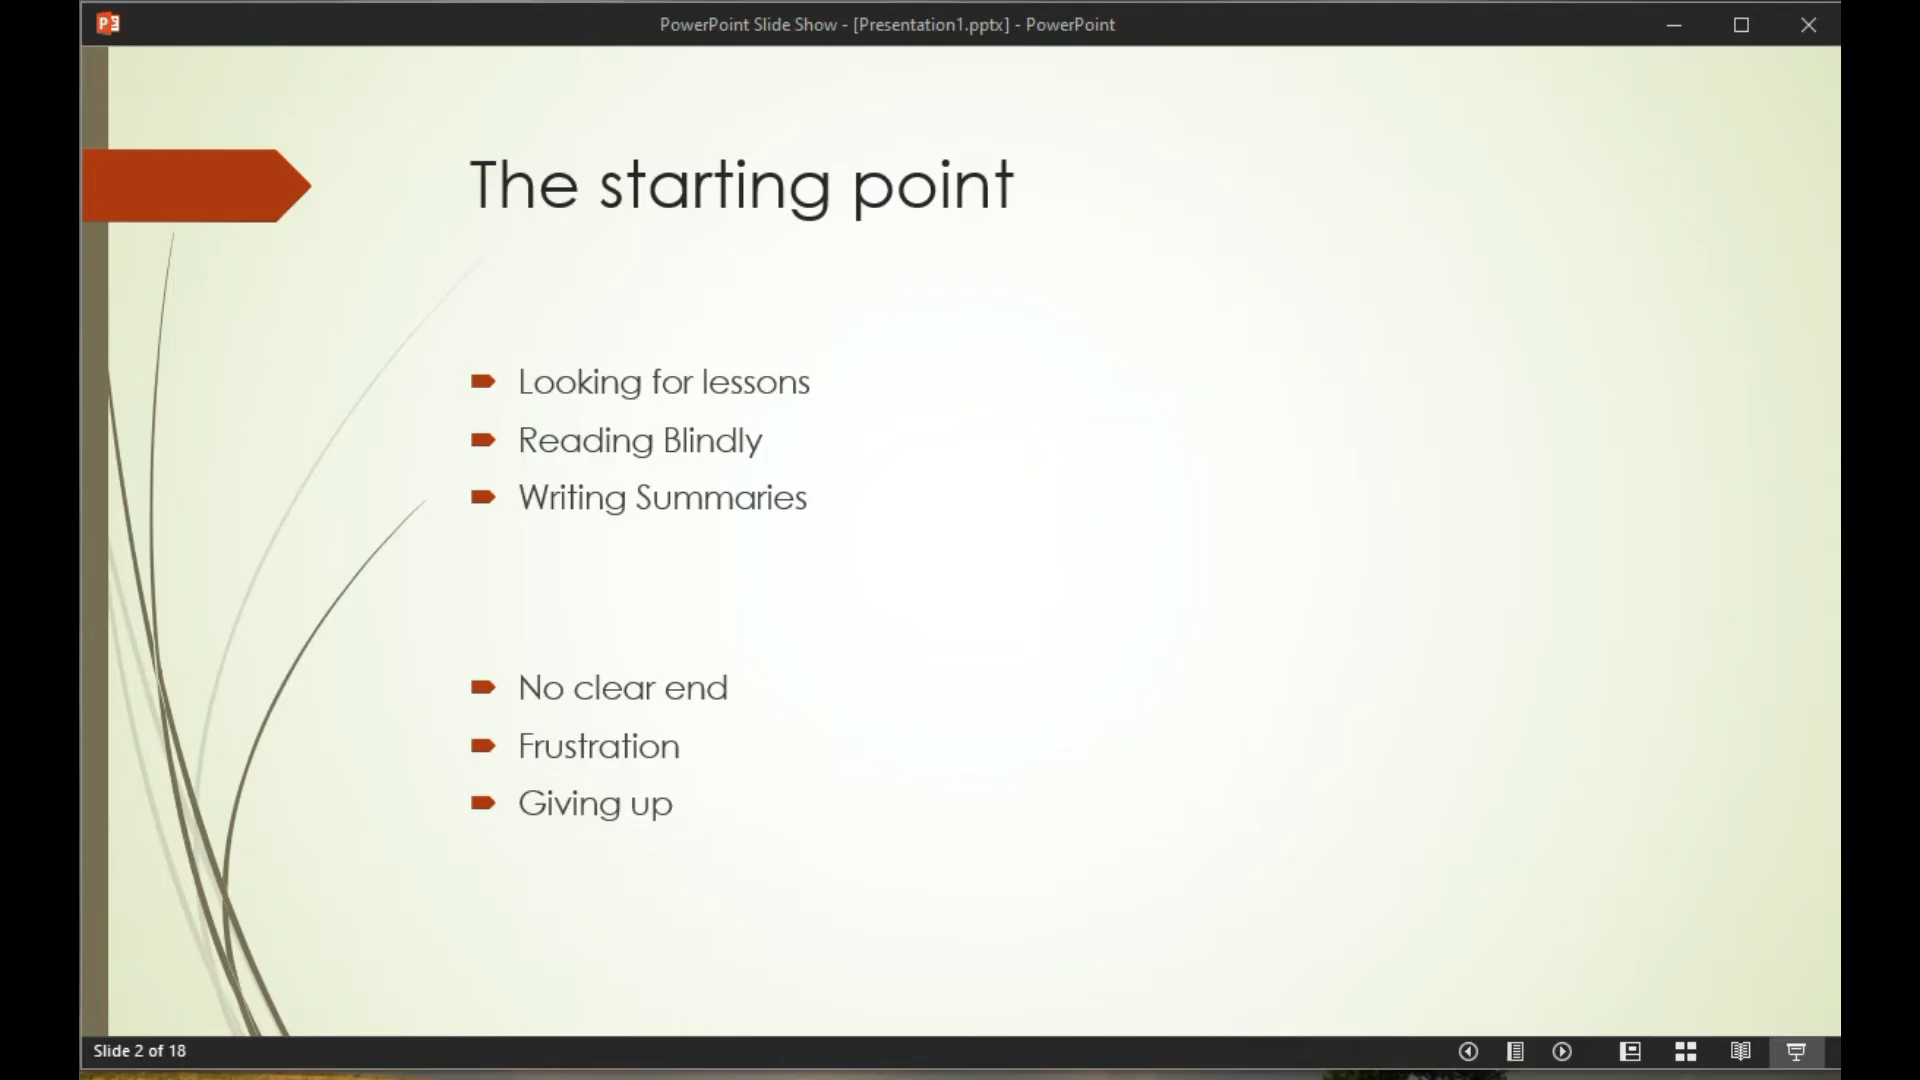 PowerPoint Slide Show - [Presentation1.pptx] - PowerPoint
The starting point
Looking for lessons
Reading Blindly
Writing Summaries
No clear end
Frustration
Giving up
Slide 2 of 18